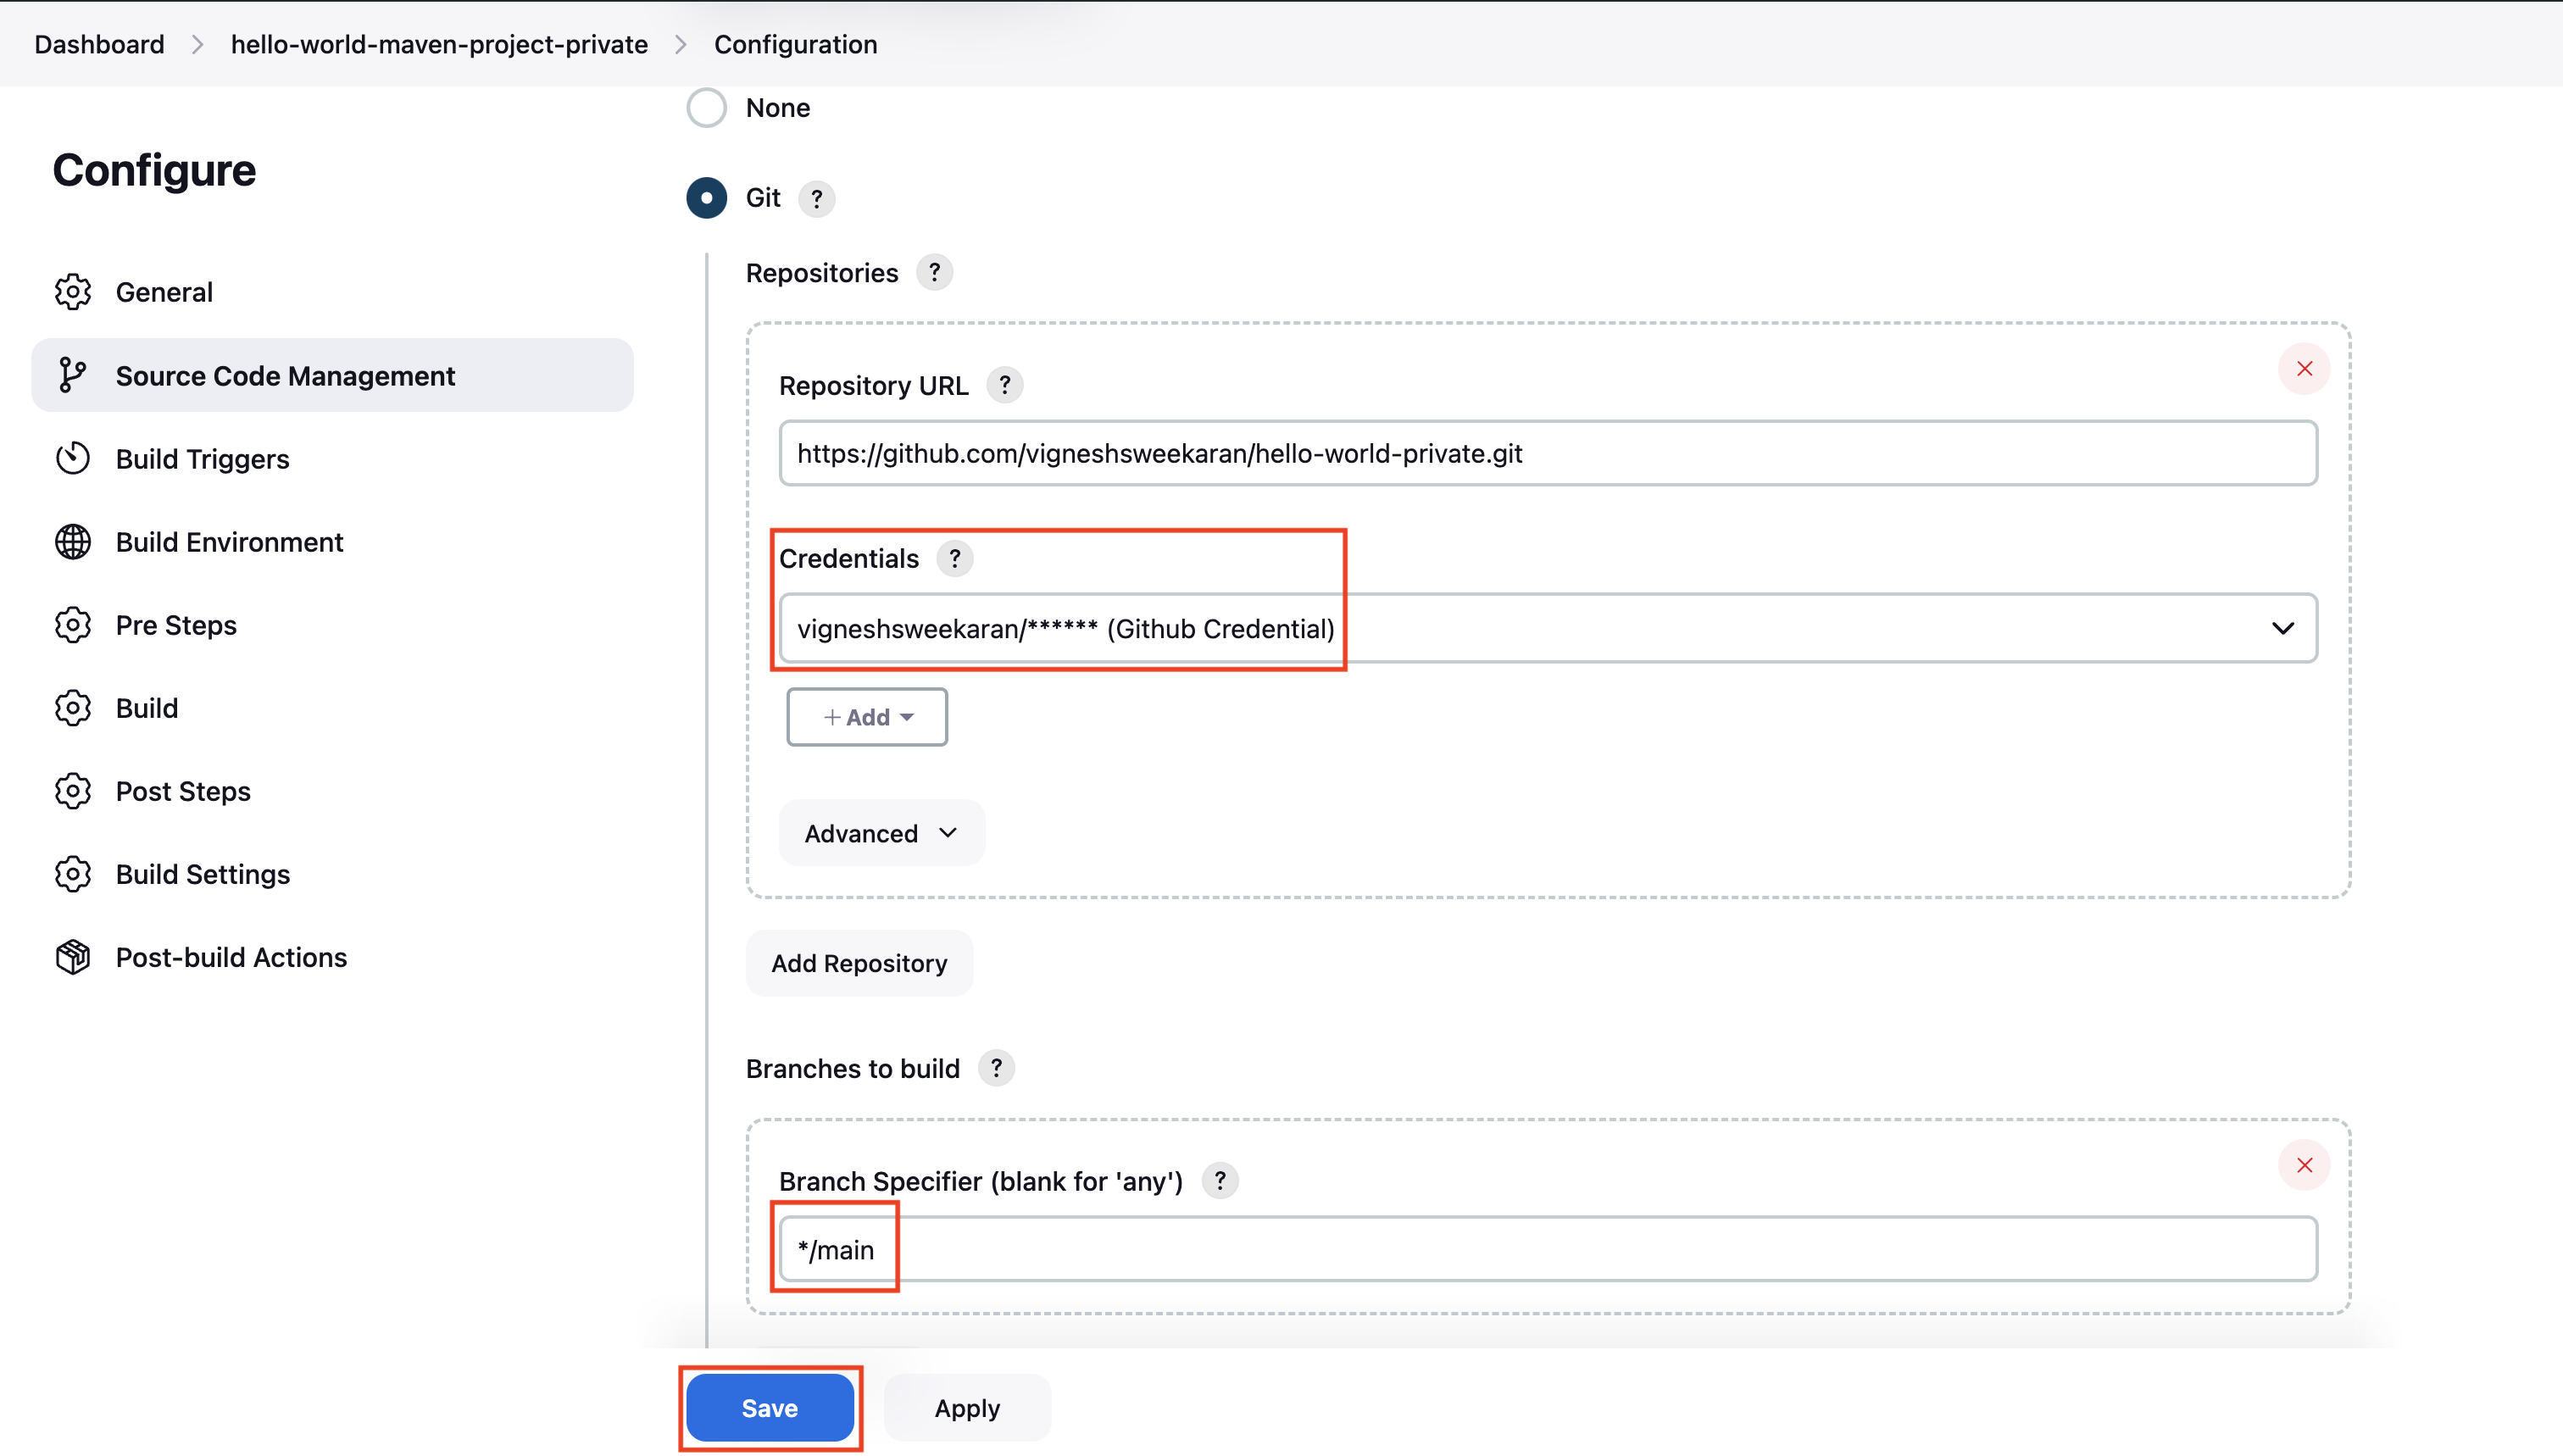 Dashboard > hello-world-maven-project-private > Configuration
Configure
General
Source Code Management
Build Triggers
Build Environment
Pre Steps
Build
Post Steps
Build Settings
Post-build Actions
None
Git ?
Repositories ?
Repository URL ?
https://github.com/vigneshsweekaran/hello-world-private.git
Credentials ?
vigneshsweekaran/****** (Github Credential)
+ Add
Advanced
Add Repository
Branches to build ?
Branch Specifier (blank for 'any') ?
*/main
Save
Apply